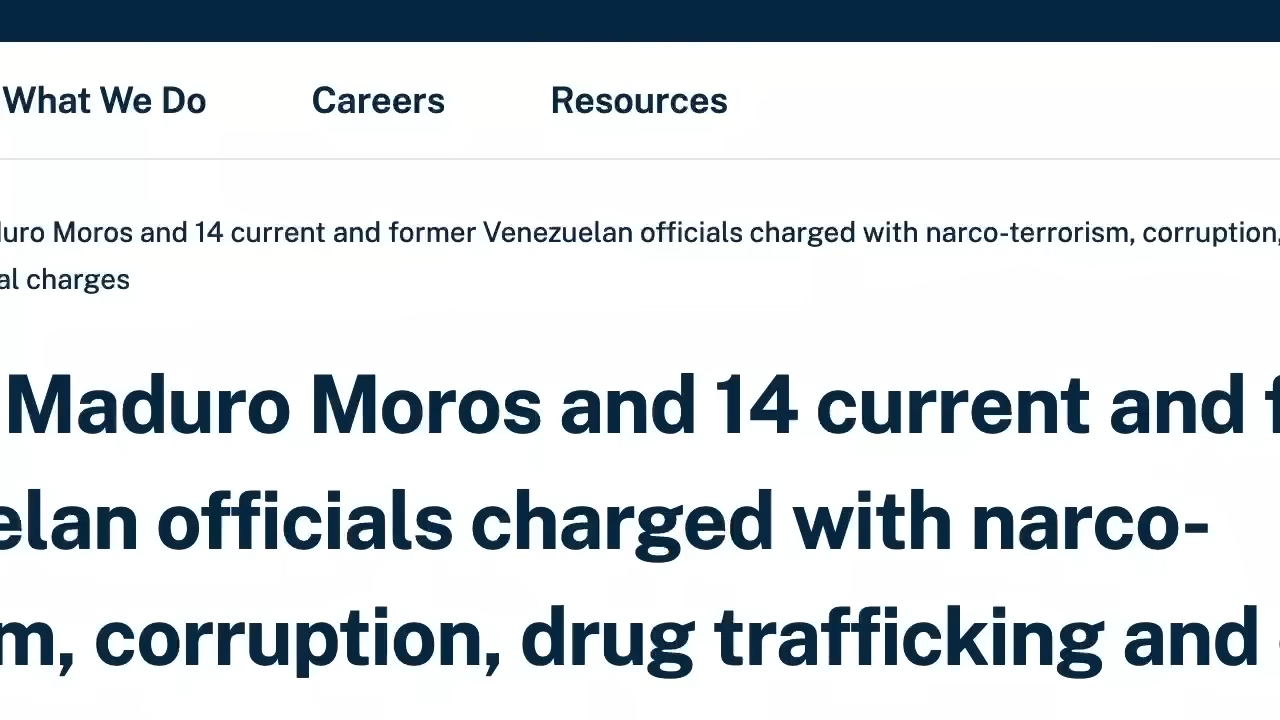 What We Do Careers Resources
duro Moros and 14 current and former Venezuelan officials charged with narco-terrorism, corruption,
al charges
Maduro Moros and 14 current and f
elan officials charged with narco-
m, corruption, drug trafficking and